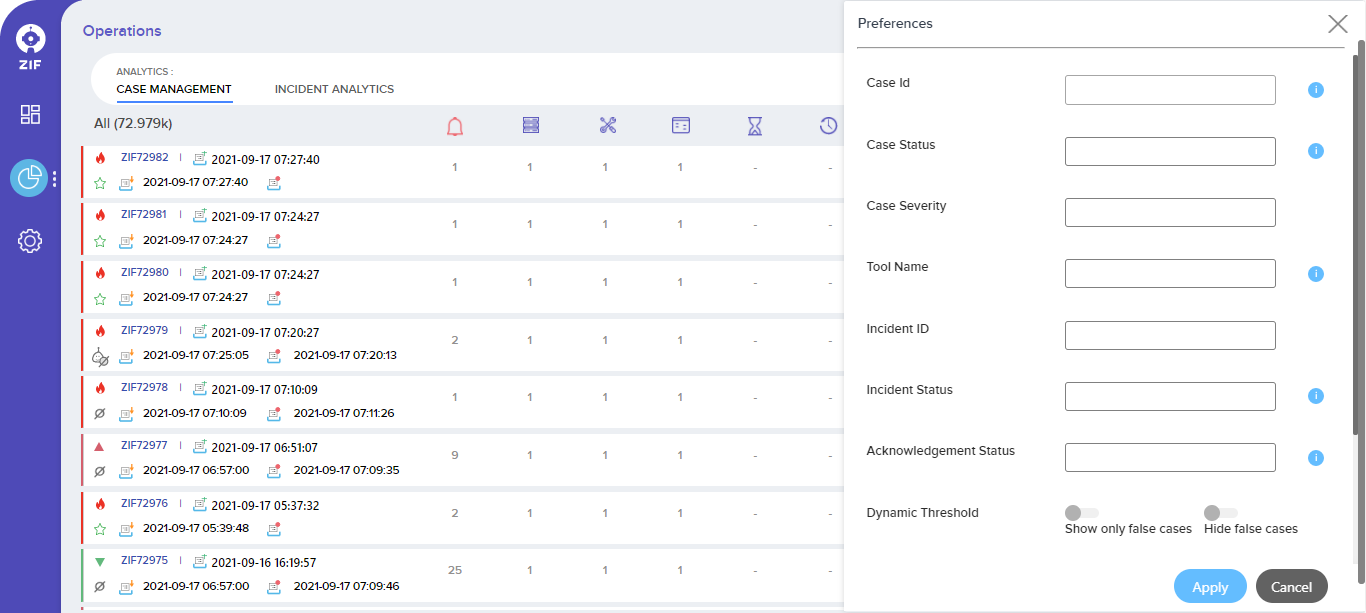 ZIF
Operations
ANALYTICS :
CASE MANAGEMENT
INCIDENT ANALYTICS
All (72.979k)
ZIF72982 | 2021-09-17 07:27:40 1 1 1 1 - -
2021-09-17 07:27:40
ZIF72981 | 2021-09-17 07:24:27 1 1 1 1 - -
2021-09-17 07:24:27
ZIF72980 | 2021-09-17 07:24:27 1 1 1 1 - -
2021-09-17 07:24:27
ZIF72979 | 2021-09-17 07:20:27 2 1 1 1 - -
2021-09-17 07:25:05 2021-09-17 07:20:13
ZIF72978 | 2021-09-17 07:10:09 1 1 1 1 - -
2021-09-17 07:10:09 2021-09-17 07:11:26
ZIF72977 | 2021-09-17 06:51:07 9 1 1 1 - -
2021-09-17 06:57:00 2021-09-17 07:09:35
ZIF72976 | 2021-09-17 05:37:32 2 1 1 1 - -
2021-09-17 05:39:48
ZIF72975 | 2021-09-16 16:19:57 25 1 1 1 - -
2021-09-17 06:57:00 2021-09-17 07:09:46
Preferences
Case Id
Case Status
Case Severity
Tool Name
Incident ID
Incident Status
Acknowledgement Status
Dynamic Threshold
Show only false cases Hide false cases
Apply Cancel